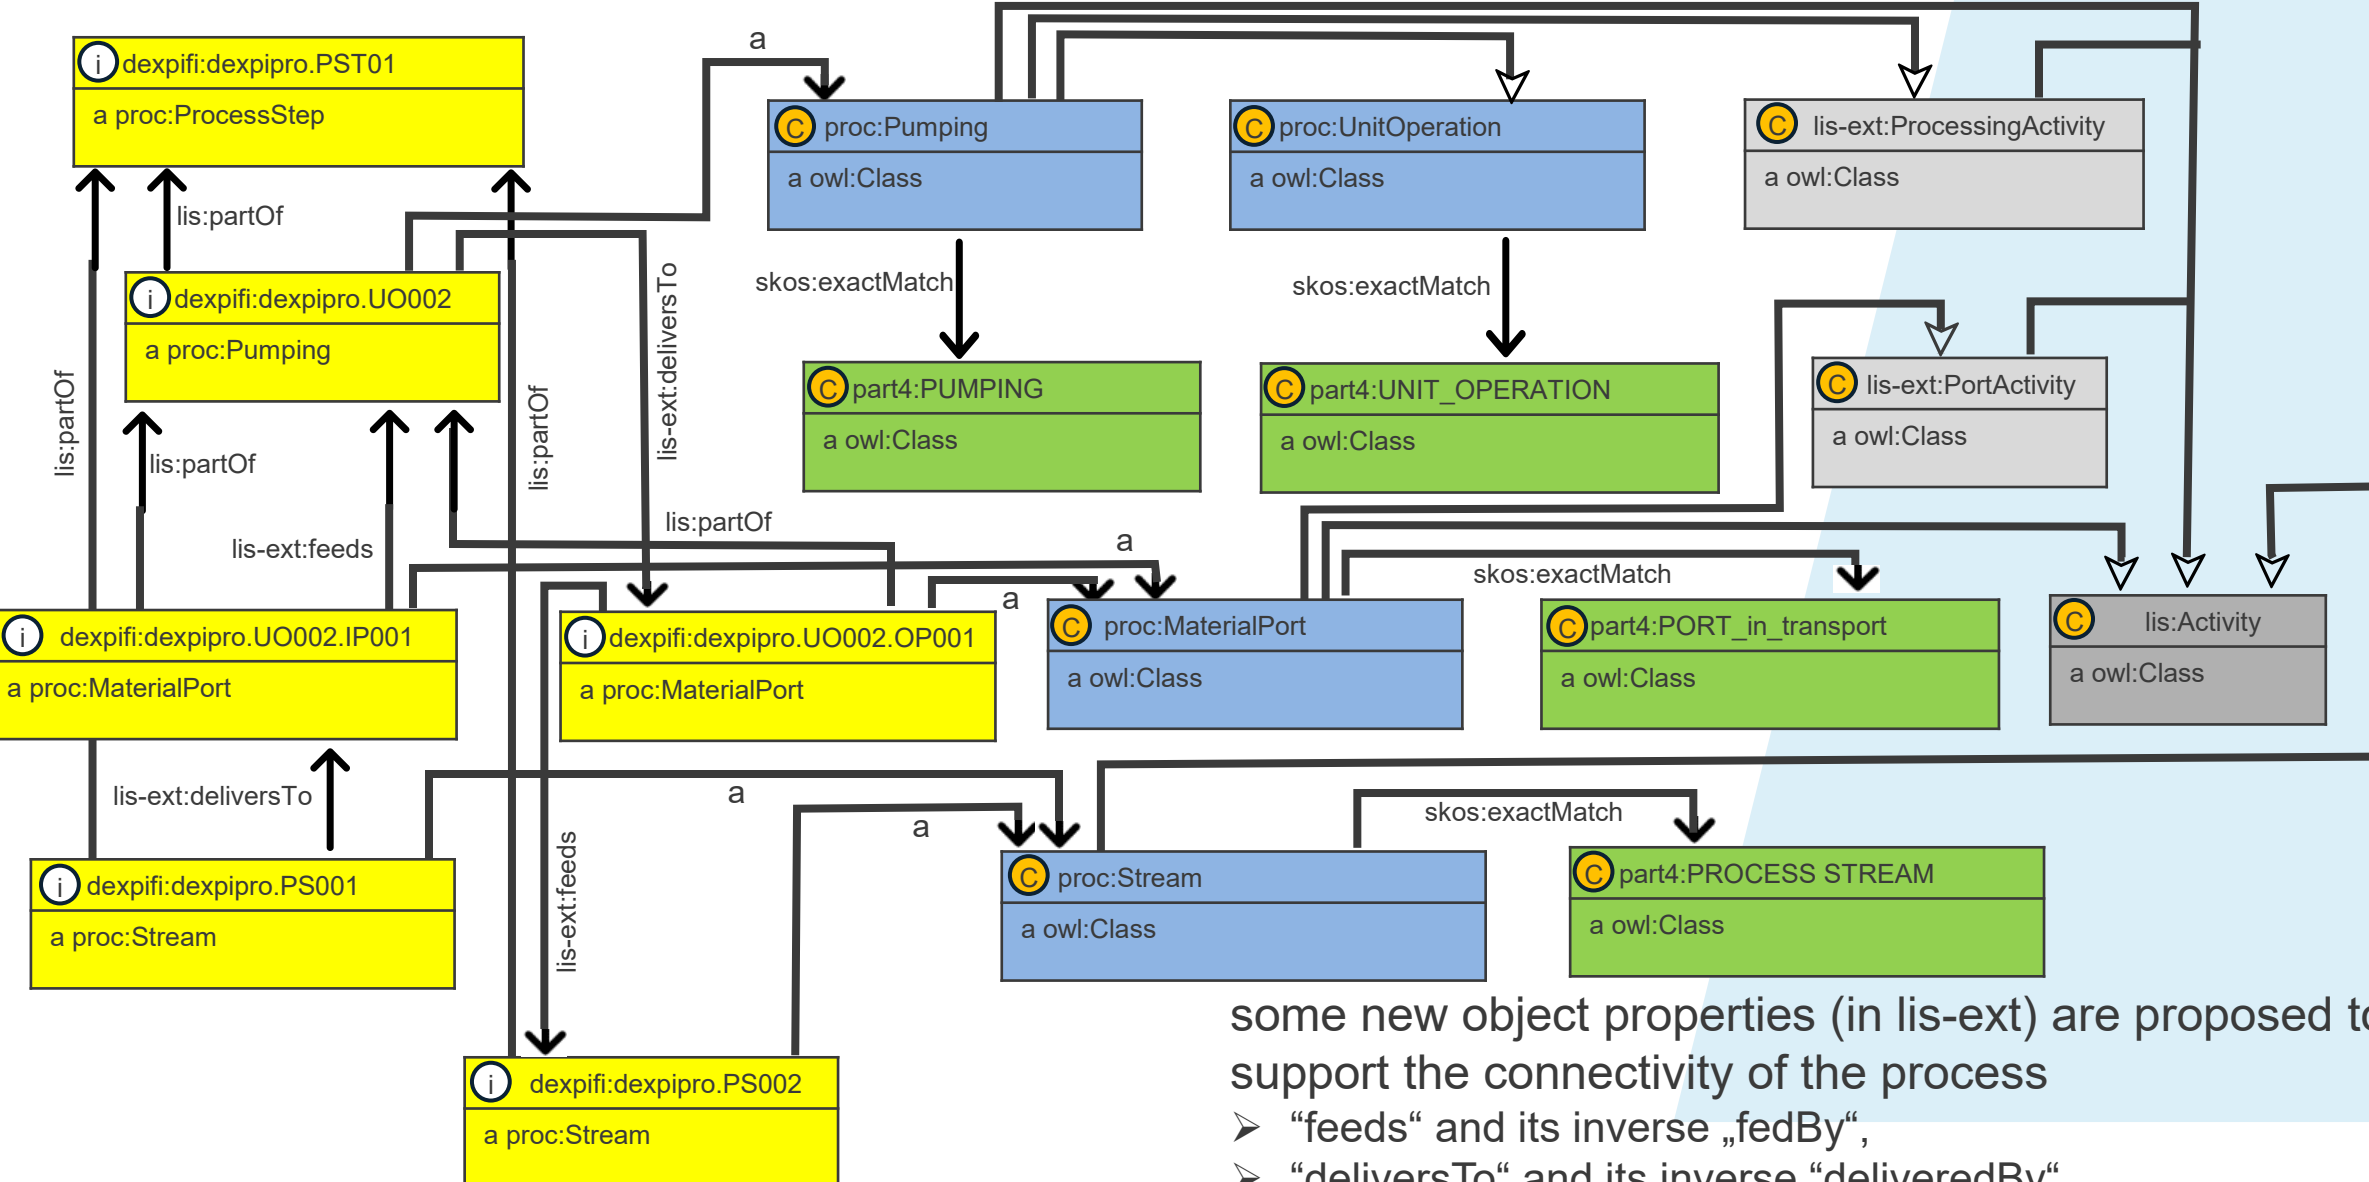 a
dexpifi:dexpipro.PST01
a proc:ProcessStep
proc:Pumping
a owl:Class
proc:UnitOperation
a owl:Class
lis-ext:ProcessingActivity
a owl:Class
lis:partOf
dexpifi:dexpipro.UO002
a proc:Pumping
lis-ext:deliversTo
skos:exactMatch
skos:exactMatch
part4:PUMPING
a owl:Class
part4:UNIT_OPERATION
a owl:Class
lis-ext:PortActivity
a owl:Class
lis:partOf
lis:partOf
lis:partOf
lis-ext:feeds
lis:partOf
a
a
skos:exactMatch
dexpifi:dexpipro.UO002.IP001
a proc:MaterialPort
dexpifi:dexpipro.UO002.OP001
a proc:MaterialPort
proc:MaterialPort
a owl:Class
part4:PORT_in_transport
a owl:Class
lis:Activity
a owl:Class
lis-ext:deliversTo
a
a
skos:exactMatch
lis-ext:feeds
dexpifi:dexpipro.PS001
a proc:Stream
proc:Stream
a owl:Class
part4:PROCESS STREAM
a owl:Class
dexpifi:dexpipro.PS002
a proc:Stream
some new object properties (in lis-ext) are proposed to
support the connectivity of the process
➢ “feeds“ and its inverse „fedBy“,
➢ “deliversTo“ and its inverse “deliveredBy“